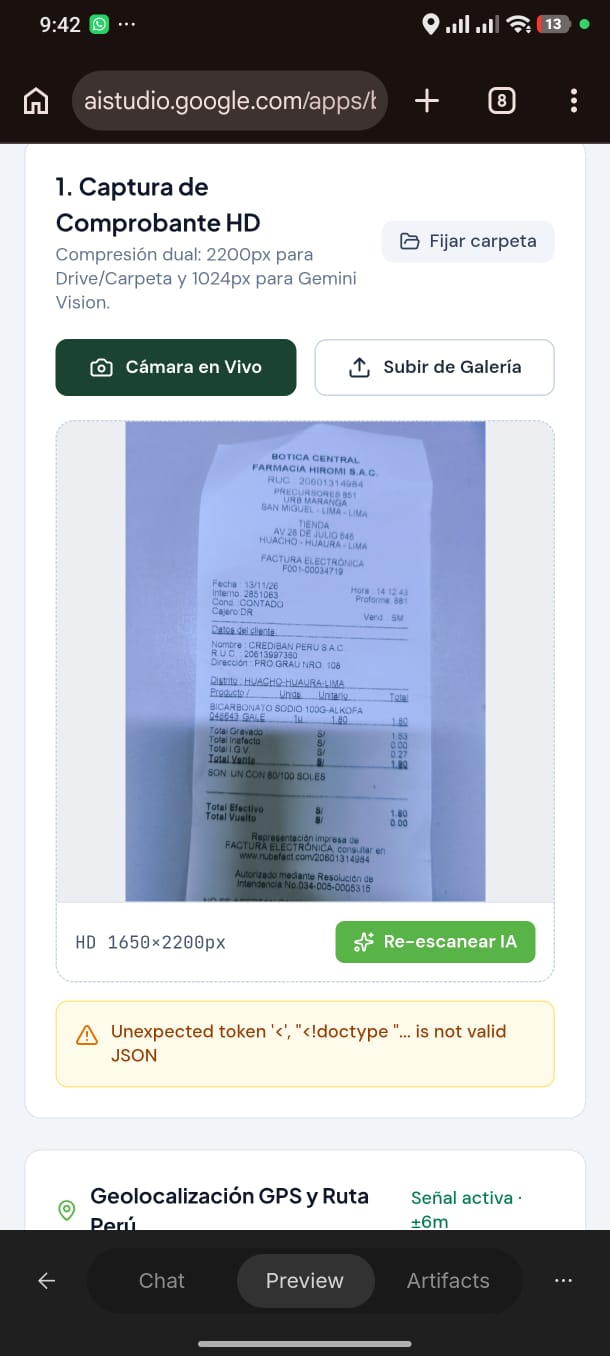 9:42
13
aistudio.google.com/apps/b
8
1. Captura de
Comprobante HD
Compresión dual: 2200px para
Drive/Carpeta y 1024px para Gemini
Vision.
Fijar carpeta
Cámara en Vivo
Subir de Galería
BOTICA CENTRAL
FARMACIA HIROMI S.A.C.
RUC 20601314984
PRECURSORES 851
URB MARANGA
SAN MIGUEL - LIMA - LIMA
TIENDA
AV 28 DE JULIO 646
HUACHO - HUAURA - LIMA
FACTURA ELECTRÓNICA
F001-00034719
Fecha : 13/11/26 Hora : 14:12:43
Interno: 2851063 Proforma: 881
Cond. :CONTADO
Cajero DR Vend : SM
Datos del cliente
Nombre : CREDIBAN PERU S.A.C.
R.U.C. : 20613997380
Dirección : PRO.GRAU NRO. 108
Distrito : HUACHO-HUAURA-LIMA
Producto / Unids Unitario Total
BICARBONATO SODIO 100G-ALKOFA
GALE 1u 1.80 1.80
Total Gravado S/ 1.53
Total Inafecto S/ 0.00
Total I.G.V. S/ 0.27
Total Venta S/ 1.80
SON UN CON 80/100 SOLES
Total Efectivo S/ 1.80
Total Vuelto S/ 0.00
Representación impresa de
FACTURA ELECTRÓNICA, consultar en
www.nubefact.com/20601314984
Autorizado mediante Resolución de
Intendencia No.034-005-0005315
HD 1650×2200px
Re-escanear IA
Unexpected token '<', "<!doctype "... is not valid
JSON
Geolocalización GPS y Ruta
Perú
Señal activa ·
±6m
Chat
Preview
Artifacts